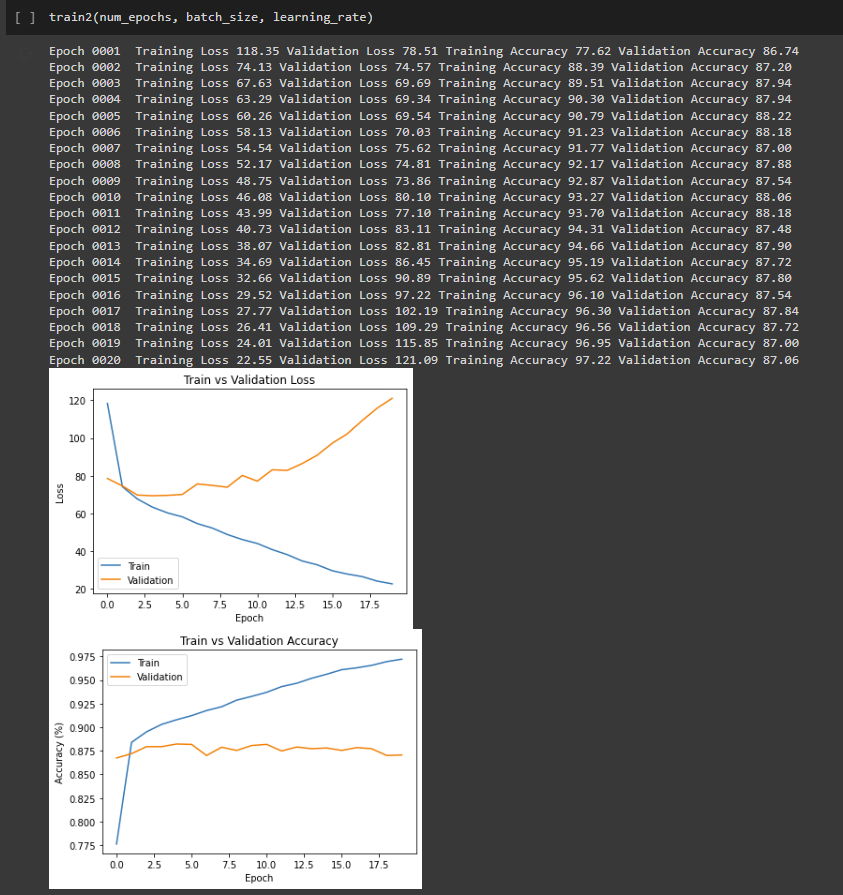 [ ] train2(num_epochs, batch_size, learning_rate)
Epoch 0001 Training Loss 118.35 Validation Loss 78.51 Training Accuracy 77.62 Validation Accuracy 86.74
Epoch 0002 Training Loss 74.13 Validation Loss 74.57 Training Accuracy 88.39 Validation Accuracy 87.20
Epoch 0003 Training Loss 67.63 Validation Loss 69.69 Training Accuracy 89.51 Validation Accuracy 87.94
Epoch 0004 Training Loss 63.29 Validation Loss 69.34 Training Accuracy 90.30 Validation Accuracy 87.94
Epoch 0005 Training Loss 60.26 Validation Loss 69.54 Training Accuracy 90.79 Validation Accuracy 88.22
Epoch 0006 Training Loss 58.13 Validation Loss 70.03 Training Accuracy 91.23 Validation Accuracy 88.18
Epoch 0007 Training Loss 54.54 Validation Loss 75.62 Training Accuracy 91.77 Validation Accuracy 87.00
Epoch 0008 Training Loss 52.17 Validation Loss 74.81 Training Accuracy 92.17 Validation Accuracy 87.88
Epoch 0009 Training Loss 48.75 Validation Loss 73.86 Training Accuracy 92.87 Validation Accuracy 87.54
Epoch 0010 Training Loss 46.08 Validation Loss 80.10 Training Accuracy 93.27 Validation Accuracy 88.06
Epoch 0011 Training Loss 43.99 Validation Loss 77.10 Training Accuracy 93.70 Validation Accuracy 88.18
Epoch 0012 Training Loss 40.73 Validation Loss 83.11 Training Accuracy 94.31 Validation Accuracy 87.48
Epoch 0013 Training Loss 38.07 Validation Loss 82.81 Training Accuracy 94.66 Validation Accuracy 87.90
Epoch 0014 Training Loss 34.69 Validation Loss 86.45 Training Accuracy 95.19 Validation Accuracy 87.72
Epoch 0015 Training Loss 32.66 Validation Loss 90.89 Training Accuracy 95.62 Validation Accuracy 87.80
Epoch 0016 Training Loss 29.52 Validation Loss 97.22 Training Accuracy 96.10 Validation Accuracy 87.54
Epoch 0017 Training Loss 27.77 Validation Loss 102.19 Training Accuracy 96.30 Validation Accuracy 87.84
Epoch 0018 Training Loss 26.41 Validation Loss 109.29 Training Accuracy 96.56 Validation Accuracy 87.72
Epoch 0019 Training Loss 24.01 Validation Loss 115.85 Training Accuracy 96.95 Validation Accuracy 87.00
Epoch 0020 Training Loss 22.55 Validation Loss 121.09 Training Accuracy 97.22 Validation Accuracy 87.06
Train vs Validation Loss
120
100
80
60
40
20
Loss
Train
Validation
0.0 2.5 5.0 7.5 10.0 12.5 15.0 17.5
Epoch
Train vs Validation Accuracy
0.975
0.950
0.925
0.900
0.875
0.850
0.825
0.800
0.775
Accuracy (%)
Train
Validation
0.0 2.5 5.0 7.5 10.0 12.5 15.0 17.5
Epoch